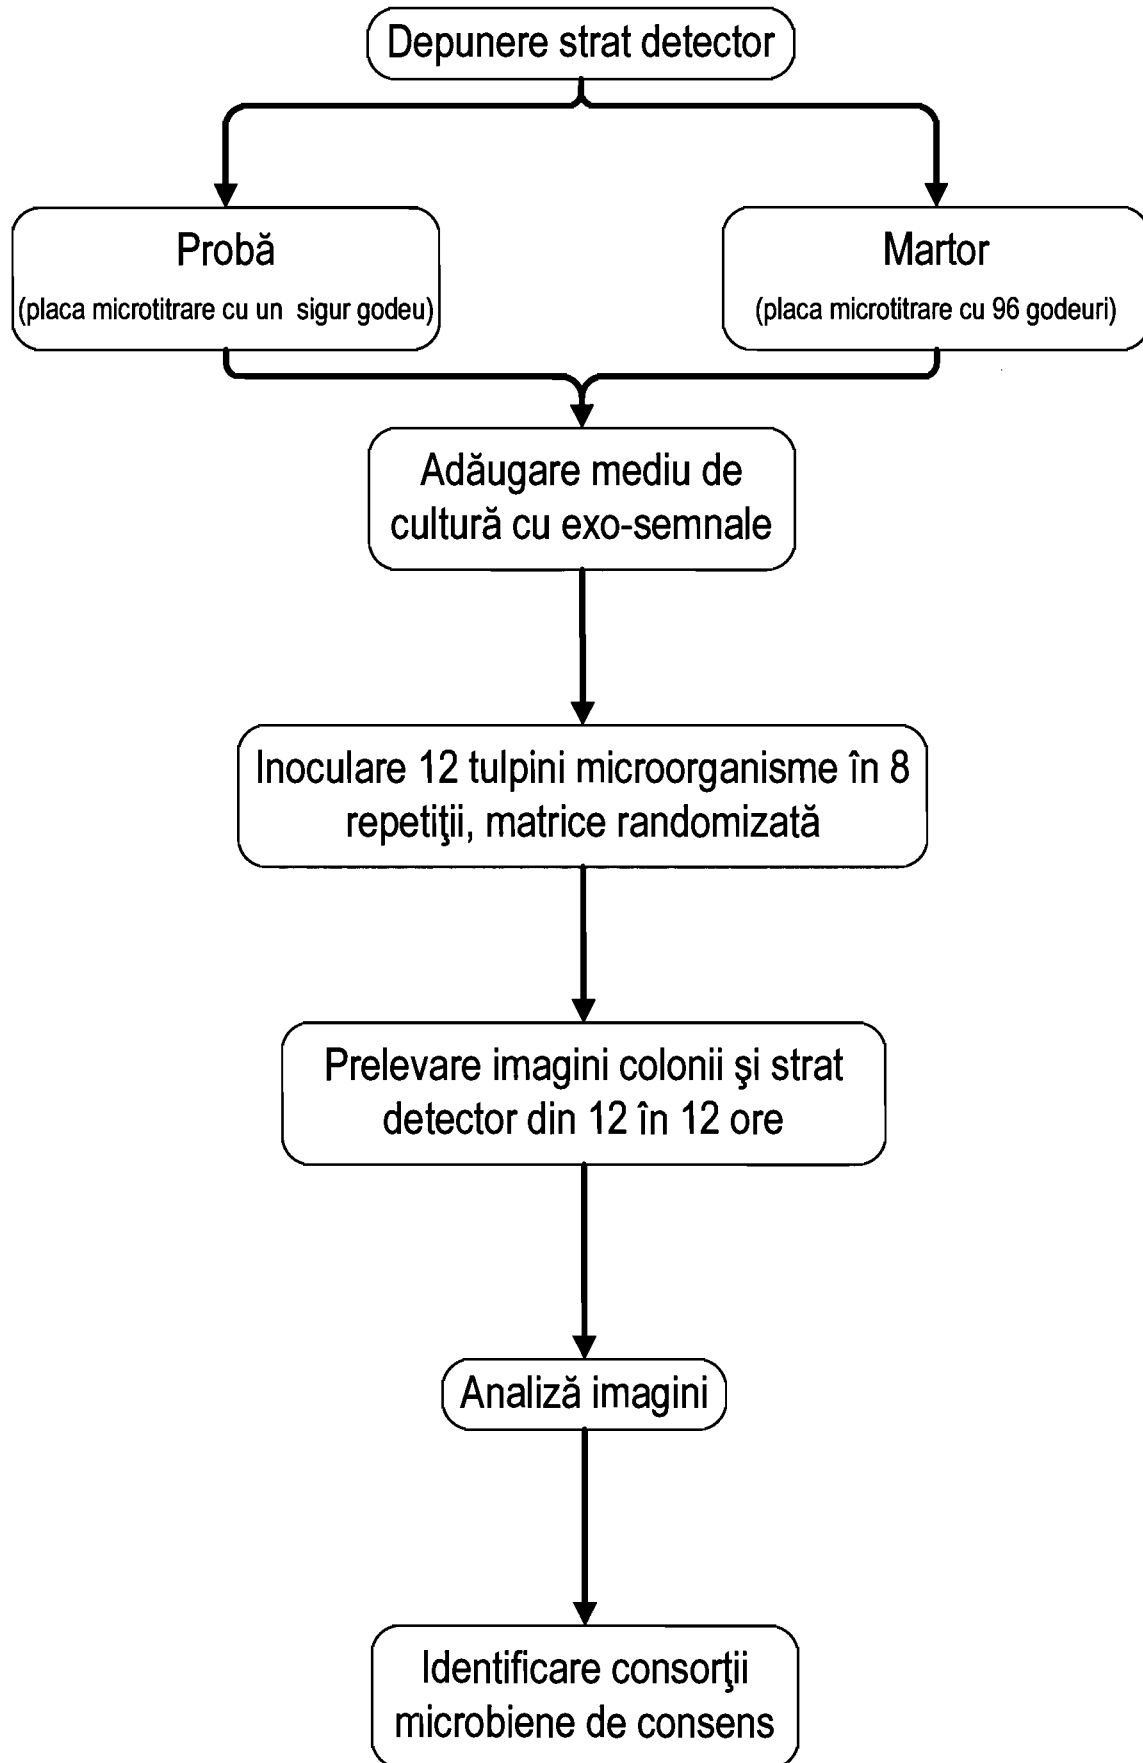 Depunere strat detector
Probă
(placa microtitrare cu un sigur godeu)
Martor
(placa microtitrare cu 96 godeuri)
Adăugare mediu de
cultură cu exo-semnale
Inoculare 12 tulpini microorganisme în 8
repetiţii, matrice randomizată
Prelevare imagini colonii şi strat
detector din 12 în 12 ore
Analiză imagini
Identificare consorţii
microbiene de consens